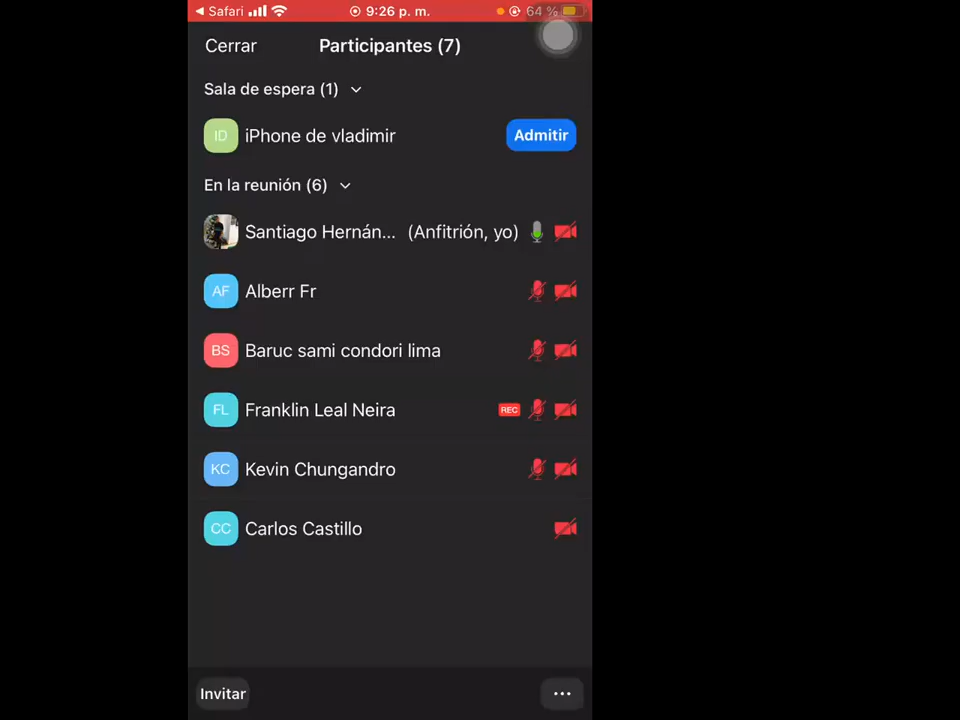 Safari 9:26 p. m. 64 %
Cerrar Participantes (7)
Sala de espera (1)
ID iPhone de vladimir Admitir
En la reunión (6)
Santiago Hernán... (Anfitrión, yo)
AF Alberr Fr
BS Baruc sami condori lima
FL Franklin Leal Neira REC
KC Kevin Chungandro
CC Carlos Castillo
Invitar ...